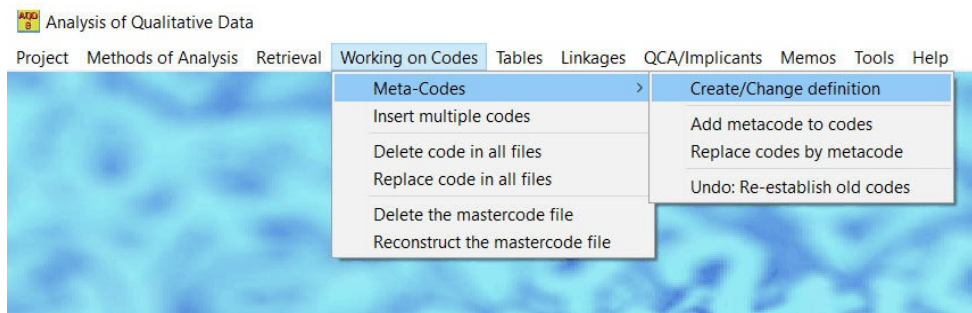 AQD
8
Analysis of Qualitative Data
Project Methods of Analysis Retrieval Working on Codes Tables Linkages QCA/Implicants Memos Tools Help
Meta-Codes >
Insert multiple codes
Delete code in all files
Replace code in all files
Delete the mastercode file
Reconstruct the mastercode file
Create/Change definition
Add metacode to codes
Replace codes by metacode
Undo: Re-establish old codes